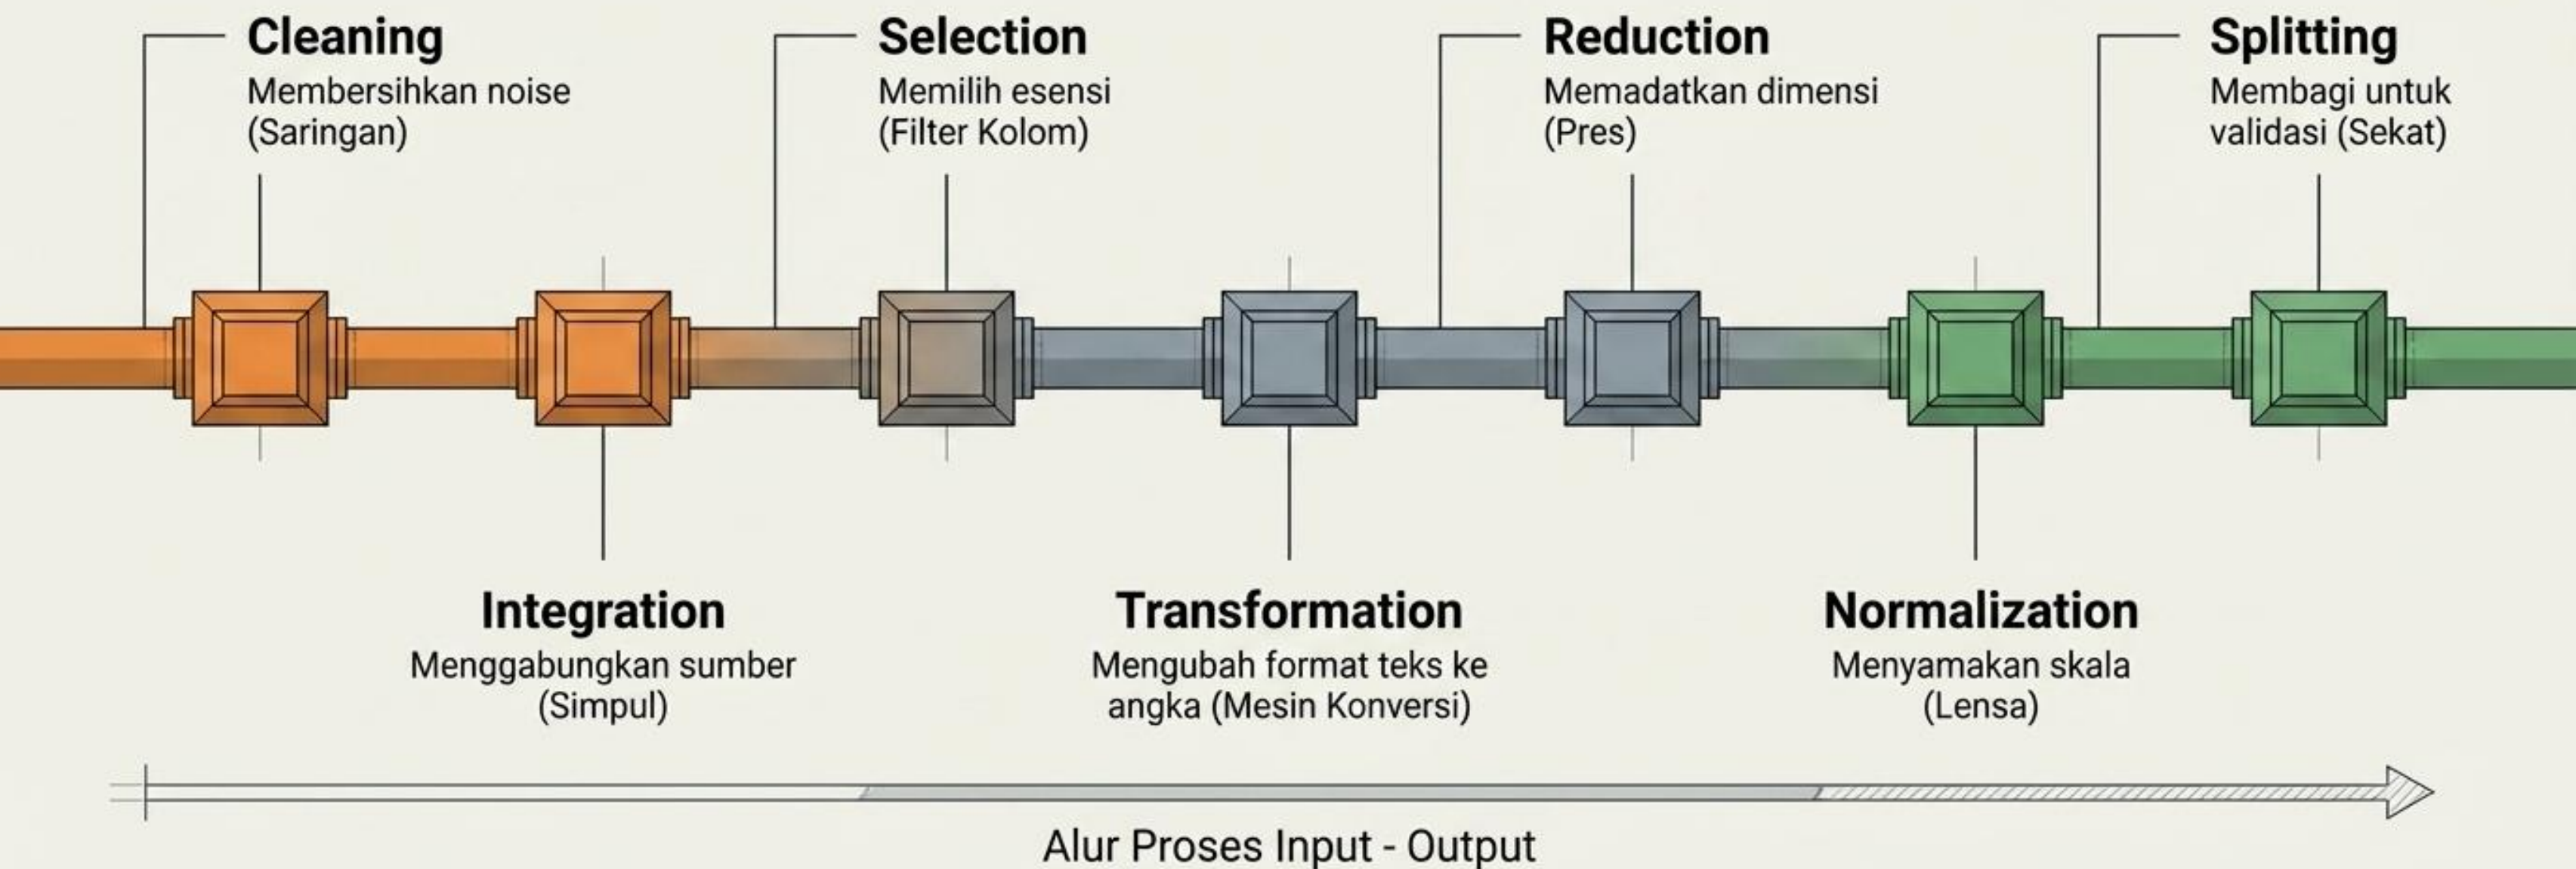 Cleaning
Membersihkan noise
(Saringan)
Selection
Memilih esensi
(Filter Kolom)
Reduction
Memadatkan dimensi
(Pres)
Splitting
Membagi untuk
validasi (Sekat)
Integration
Menggabungkan sumber
(Simpul)
Transformation
Mengubah format teks ke
angka (Mesin Konversi)
Normalization
Menyamakan skala
(Lensa)
Alur Proses Input - Output